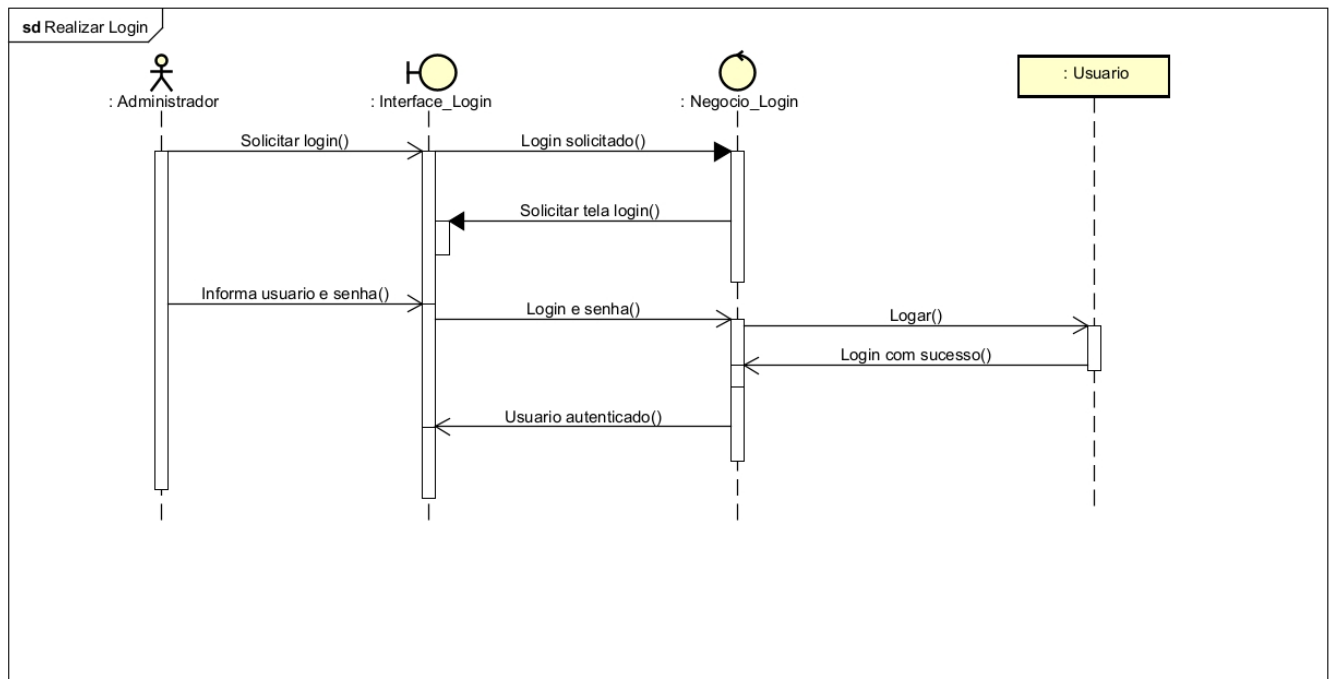 sd Realizar Login
: Administrador
: Interface_Login
: Negocio_Login
: Usuario
Solicitar login()
Login solicitado()
Solicitar tela login()
Informa usuario e senha()
Login e senha()
Logar()
Login com sucesso()
Usuario autenticado()